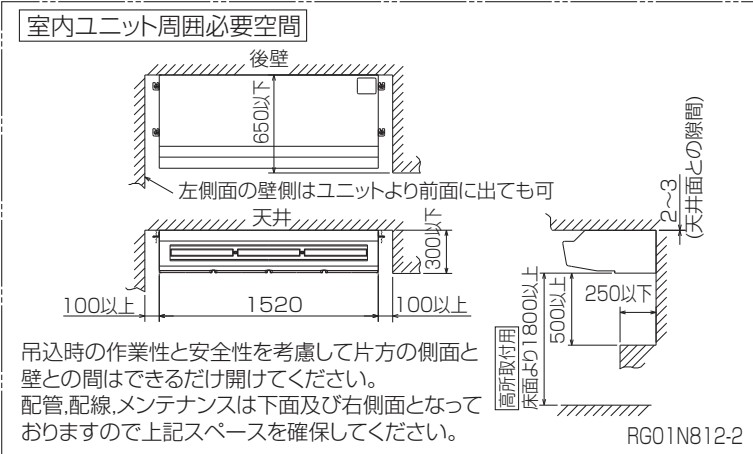 室内ユニット周囲必要空間
後壁
650以下
左側面の壁側はユニットより前面に出ても可
天井
300以下
100以上
1520
100以上
2〜3
(天井面との隙間)
250以下
500以上
高所取付用
床面より1800以上
吊込時の作業性と安全性を考慮して片方の側面と
壁との間はできるだけ開けてください。
配管,配線,メンテナンスは下面及び右側面となって
おりますので上記スペースを確保してください。
RG01N812-2